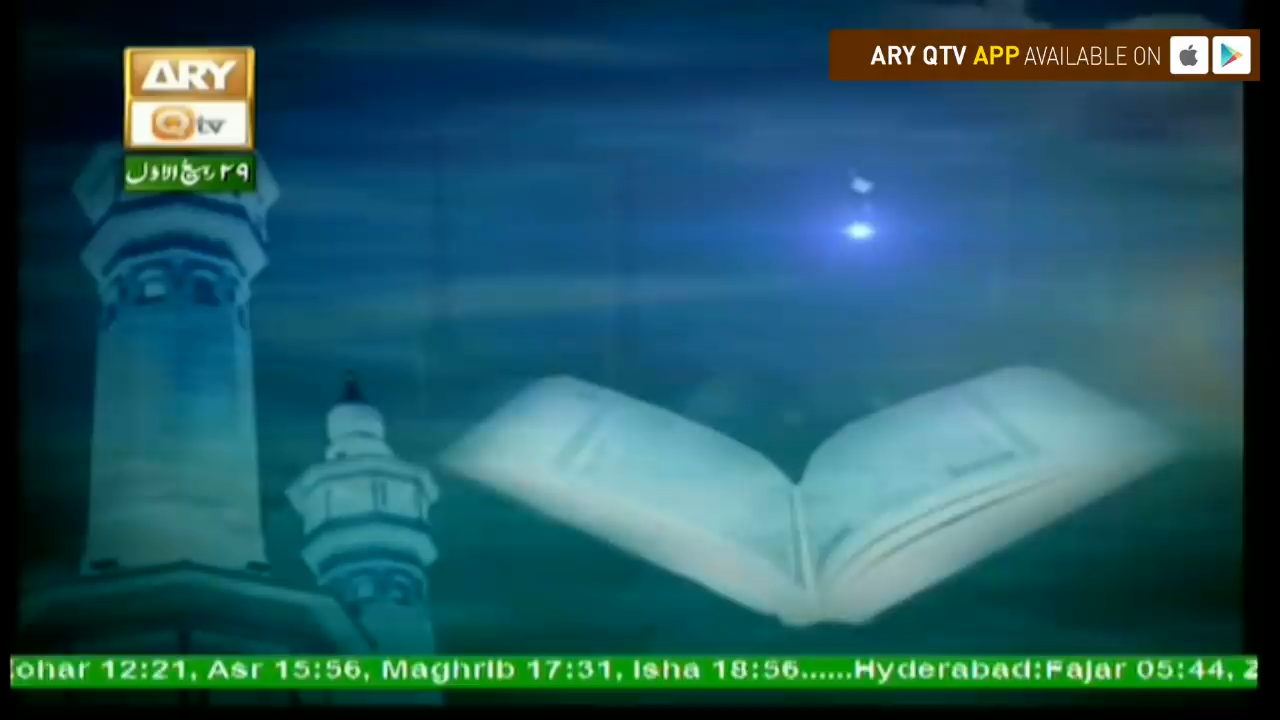 ARY QTV APP AVAILABLE ON
ARY
Qtv
۲۹ ربیع الاول
Zohar 12:21, Asr 15:56, Maghrib 17:31, Isha 18:56......Hyderabad:Fajar 05:44, Z